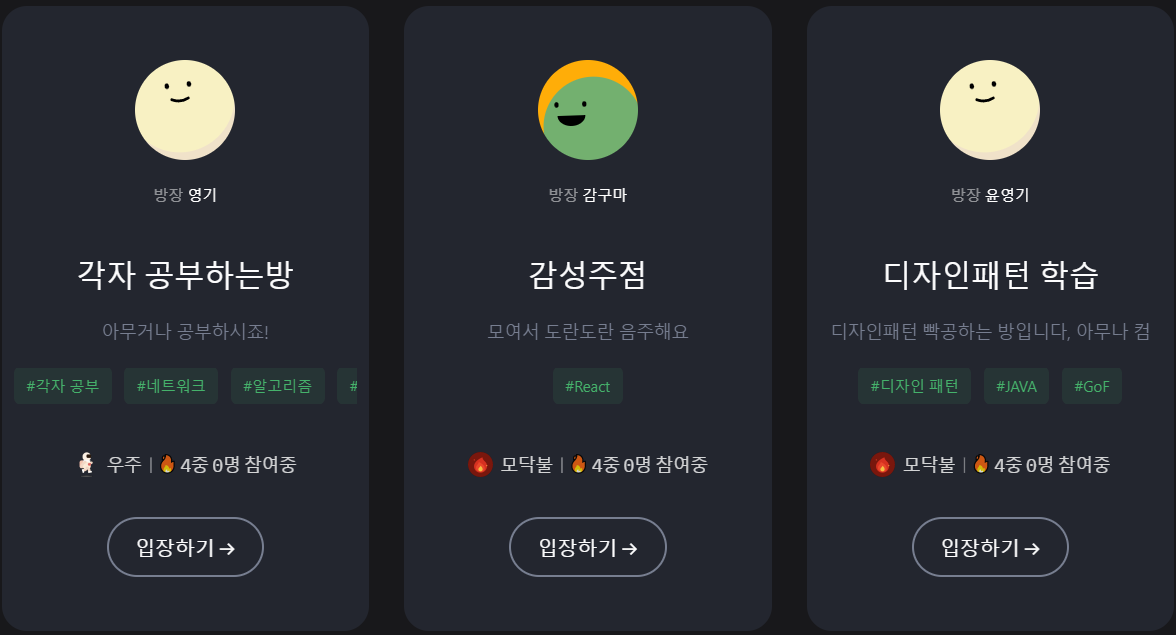 방장 영기
각자 공부하는방
아무거나 공부하시죠!
#각자 공부 #네트워크 #알고리즘 #
우주 | 4중 0명 참여중
입장하기 →
방장 감구마
감성주점
모여서 도란도란 음주해요
#React
모닥불 | 4중 0명 참여중
입장하기 →
방장 윤영기
디자인패턴 학습
디자인패턴 빡공하는 방입니다, 아무나 컴
#디자인 패턴 #JAVA #GoF
모닥불 | 4중 0명 참여중
입장하기 →